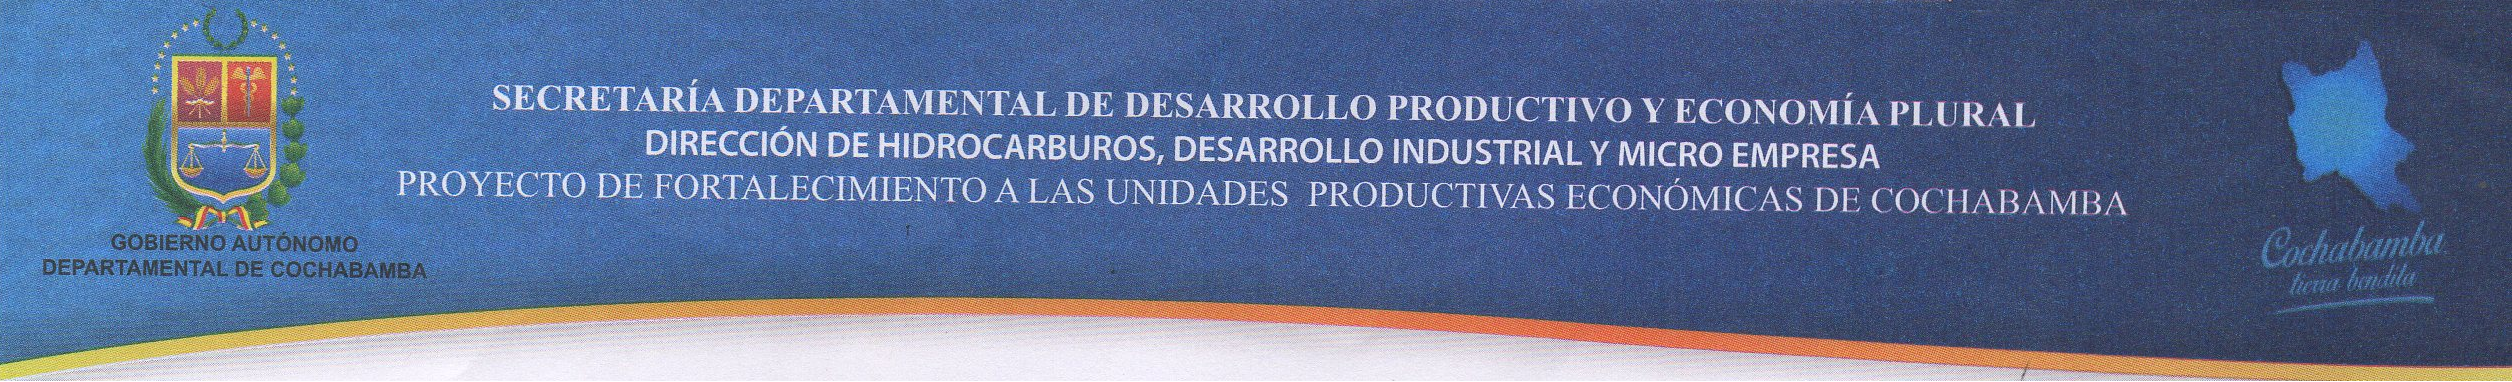 SECRETARÍA DEPARTAMENTAL DE DESARROLLO PRODUCTIVO Y ECONOMÍA PLURAL
DIRECCIÓN DE HIDROCARBUROS, DESARROLLO INDUSTRIAL Y MICRO EMPRESA
PROYECTO DE FORTALECIMIENTO A LAS UNIDADES PRODUCTIVAS ECONÓMICAS DE COCHABAMBA
GOBIERNO AUTÓNOMO
DEPARTAMENTAL DE COCHABAMBA
Cochabamba
tierra bendita